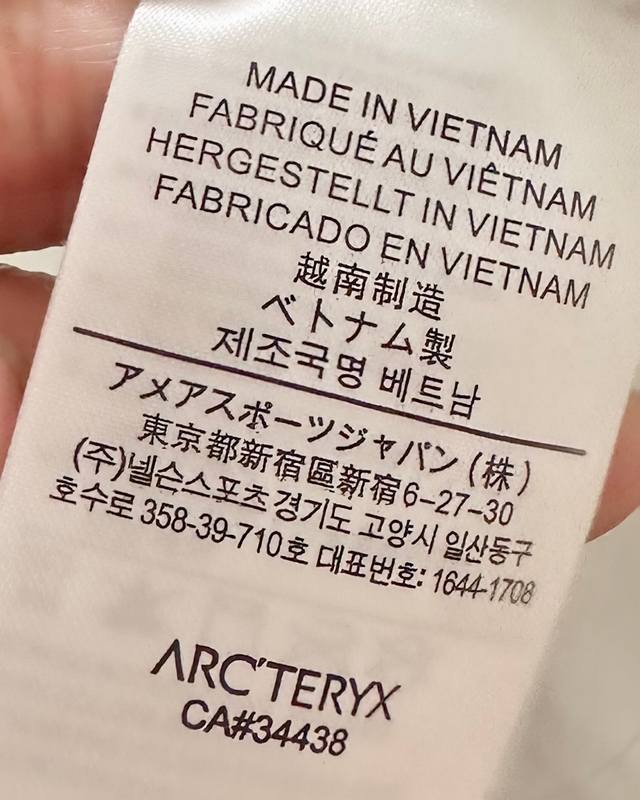 MADE IN VIETNAM
FABRIQUÉ AU VIÊTNAM
HERGESTELLT IN VIETNAM
FABRICADO EN VIETNAM
越南制造
ベトナム製
제조국명 베트남
アメアスポーツジャパン (株)
東京都新宿區新宿6-27-30
(주)넬슨스포츠 경기도 고양시 일산동구
호수로 358-39-710호 대표번호: 1644-1708
ARC'TERYX
CA#34438